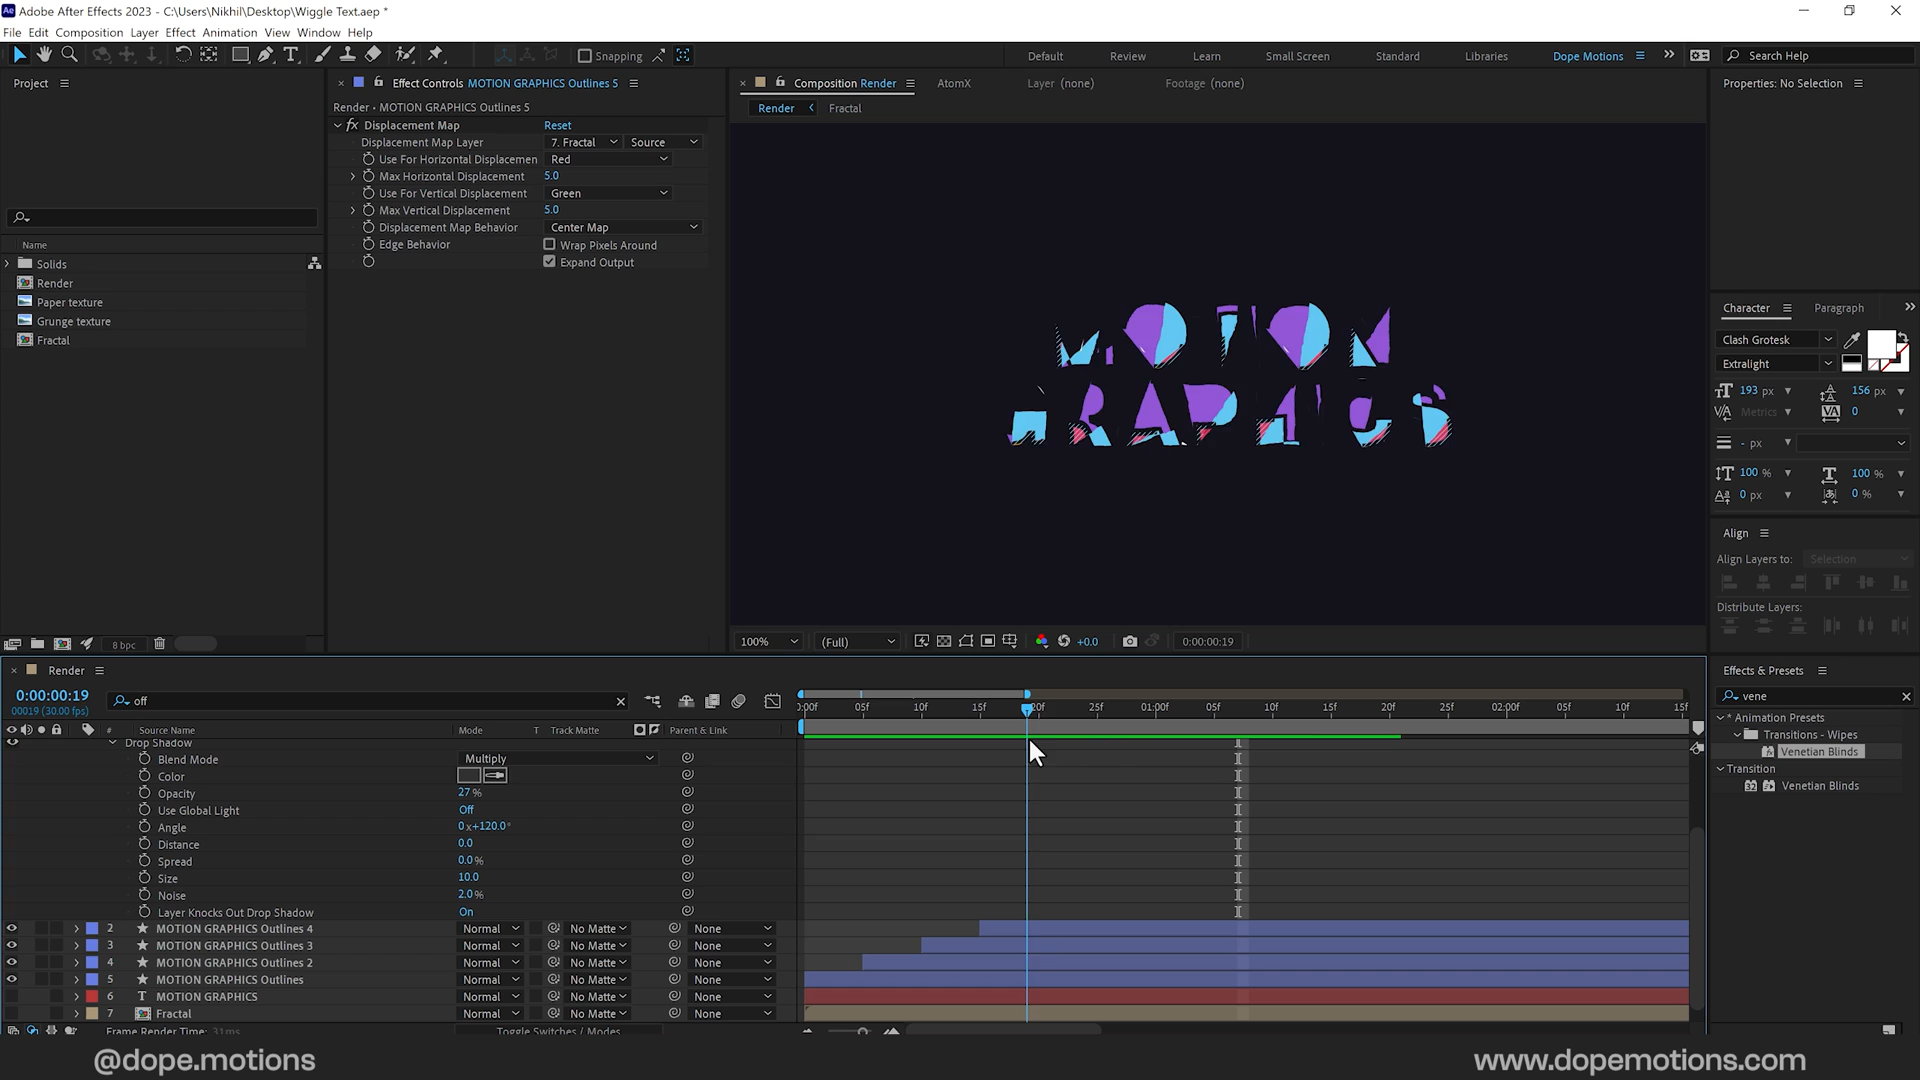 Adobe After Effects 2023 - C:\Users\Nikhil\Desktop\Wiggle Text.aep *
File Edit Composition Layer Effect Animation View Window Help
Snapping
Default Review Learn Small Screen Standard Libraries Dope Motions Search Help
Project
Effect Controls MOTION GRAPHICS Outlines 5
Composition Render
AtomX
Layer (none)
Footage (none)
Properties: No Selection
Render • MOTION GRAPHICS Outlines 5
Render
Fractal
fx Displacement Map Reset
Displacement Map Layer 7. Fractal Source
Use For Horizontal Displacemen Red
Max Horizontal Displacement 5.0
Use For Vertical Displacement Green
Max Vertical Displacement 5.0
Displacement Map Behavior Center Map
Edge Behavior Wrap Pixels Around
Expand Output
Name
Solids
Render
Paper texture
Grunge texture
Fractal
8 bpc
MOTION
GRAPHICS
100% (Full) +0.0 0:00:00:19
Character Paragraph
Clash Grotesk
Extralight
193 px 156 px
Metrics 0
- px
100 % 100 %
0 px 0 %
Align
Align Layers to: Selection
Distribute Layers:
Effects & Presets
vene
* Animation Presets
Transitions - Wipes
Venetian Blinds
Transition
32 Venetian Blinds
Render
0:00:00:19
00019 (30.00 fps)
off
0:00f 05f 10f 15f 20f 25f 01:00f 05f 10f 15f 20f 25f 02:00f 05f 10f 15f
# Source Name Mode T Track Matte Parent & Link
Drop Shadow
Blend Mode Multiply
Color
Opacity 27 %
Use Global Light Off
Angle 0 x+120.0°
Distance 0.0
Spread 0.0 %
Size 10.0
Noise 2.0 %
Layer Knocks Out Drop Shadow On
2 MOTION GRAPHICS Outlines 4 Normal No Matte None
3 MOTION GRAPHICS Outlines 3 Normal No Matte None
4 MOTION GRAPHICS Outlines 2 Normal No Matte None
5 MOTION GRAPHICS Outlines Normal No Matte None
6 T MOTION GRAPHICS Normal No Matte None
7 Fractal Normal No Matte None
Frame Render Time: 31ms
Toggle Switches / Modes
@dope.motions
www.dopemotions.com